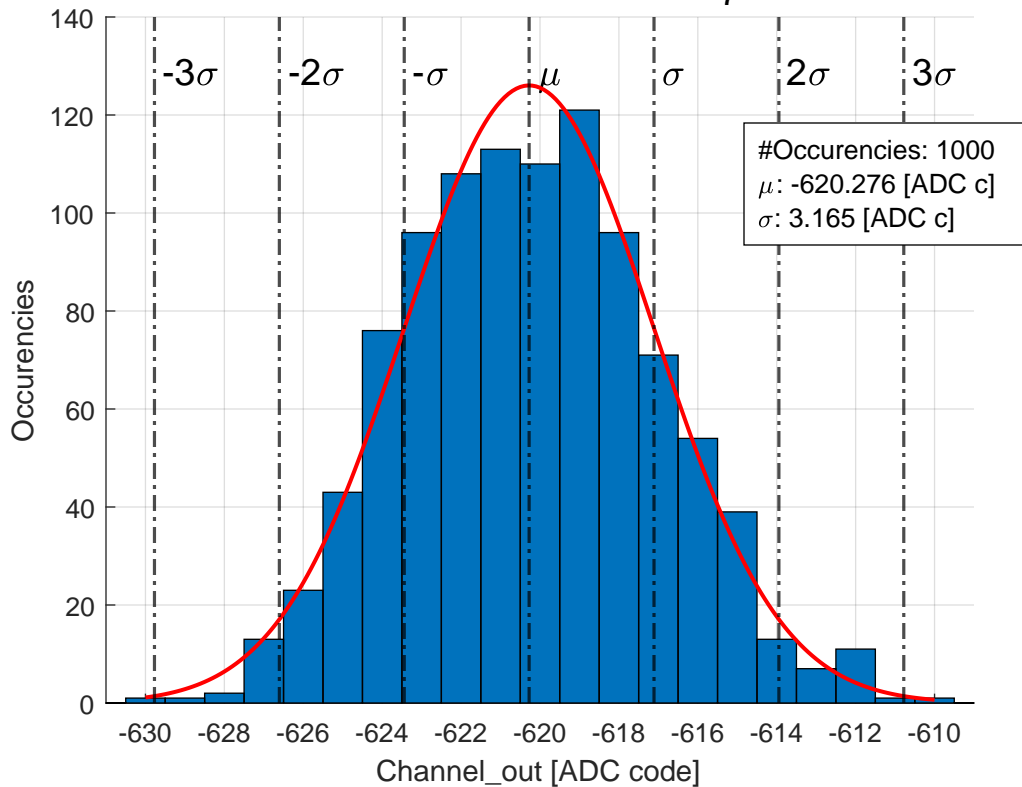 140
120
100
80
60
40
20
0
-3σ -2σ -σ μ σ 2σ 3σ
#Occurencies: 1000
μ: -620.276 [ADC c]
σ: 3.165 [ADC c]
Occurencies
-630 -628 -626 -624 -622 -620 -618 -616 -614 -612 -610
Channel_out [ADC code]